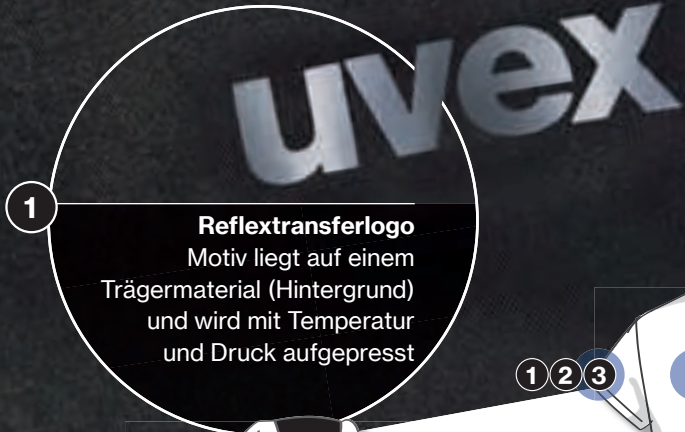 uvex
1
Reflextransferlogo
Motiv liegt auf einem
Trägermaterial (Hintergrund)
und wird mit Temperatur
und Druck aufgepresst
1 2 3